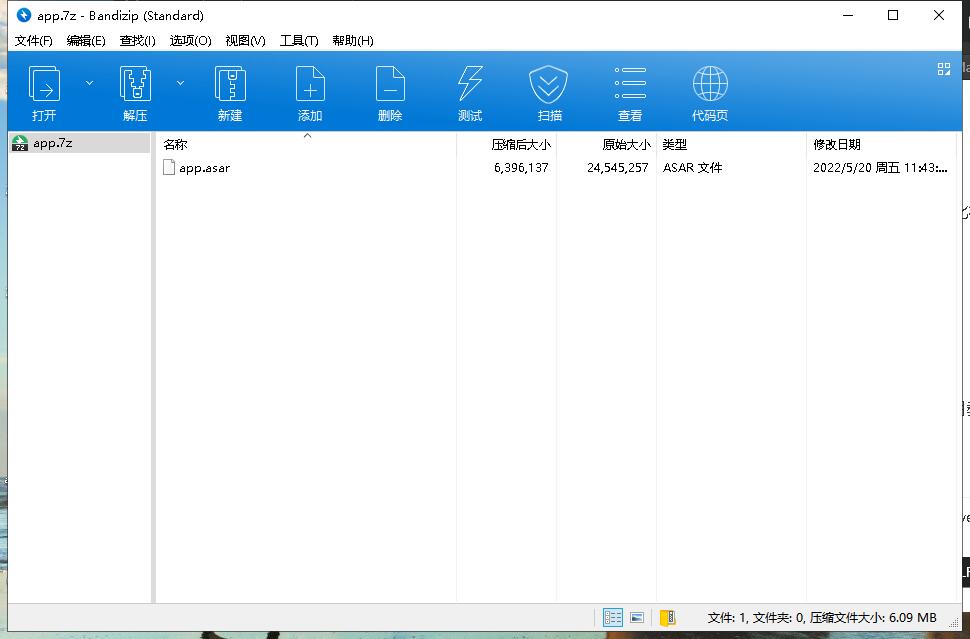 app.7z - Bandizip (Standard)
文件(F) 编辑(E) 查找(I) 选项(O) 视图(V) 工具(T) 帮助(H)
打开 解压 新建 添加 删除 测试 扫描 查看 代码页
app.7z
名称 压缩后大小 原始大小 类型 修改日期
app.asar 6,396,137 24,545,257 ASAR 文件 2022/5/20 周五 11:43:...
文件: 1, 文件夹: 0, 压缩文件大小: 6.09 MB